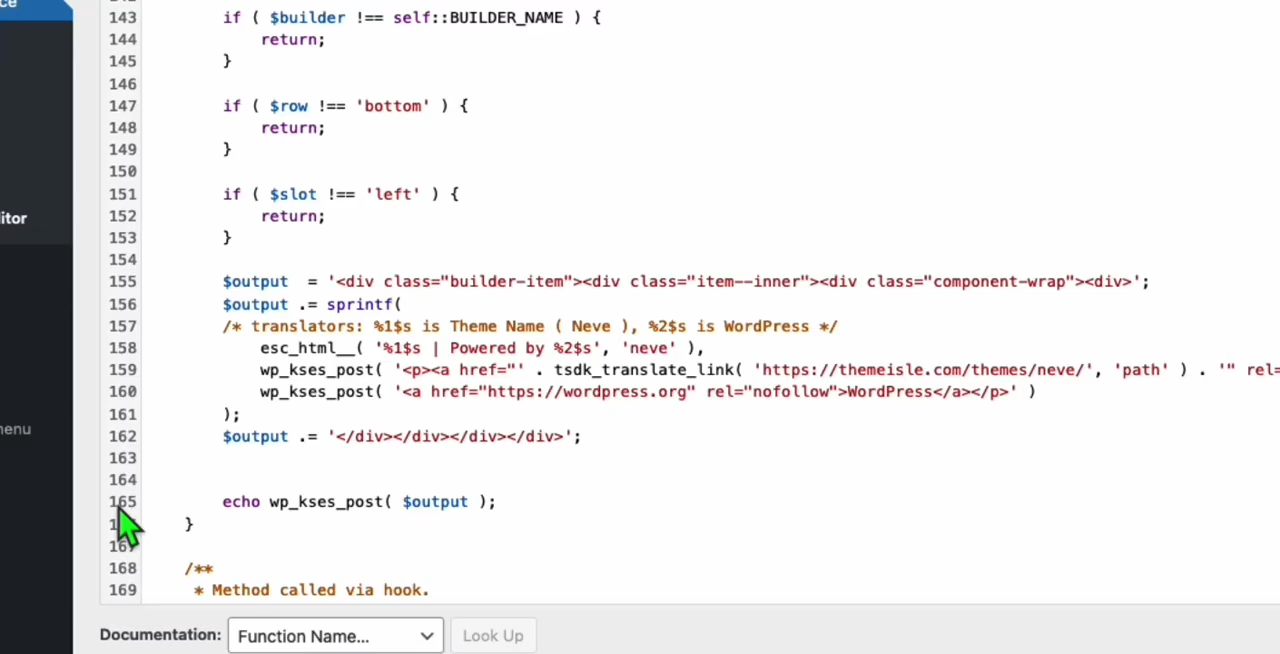 ce
143 if ( $builder !== self::BUILDER_NAME ) {
144 return;
145 }
146
147 if ( $row !== 'bottom' ) {
148 return;
149 }
150
151 if ( $slot !== 'left' ) {
itor
152 return;
153 }
154
155 $output = '<div class="builder-item"><div class="item--inner"><div class="component-wrap"><div>';
156 $output .= sprintf(
157 /* translators: %1$s is Theme Name ( Neve ), %2$s is WordPress */
158 esc_html__( '%1$s | Powered by %2$s', 'neve' ),
159 wp_kses_post( '<p><a href="' . tsdk_translate_link( 'https://themeisle.com/themes/neve/', 'path' ) . '" rel=
160 wp_kses_post( '<a href="https://wordpress.org" rel="nofollow">WordPress</a></p>' )
161 );
enu
162 $output .= '</div></div></div></div>';
163
164
165 echo wp_kses_post( $output );
}
167
168 /**
169 * Method called via hook.
Documentation: Function Name... Look Up